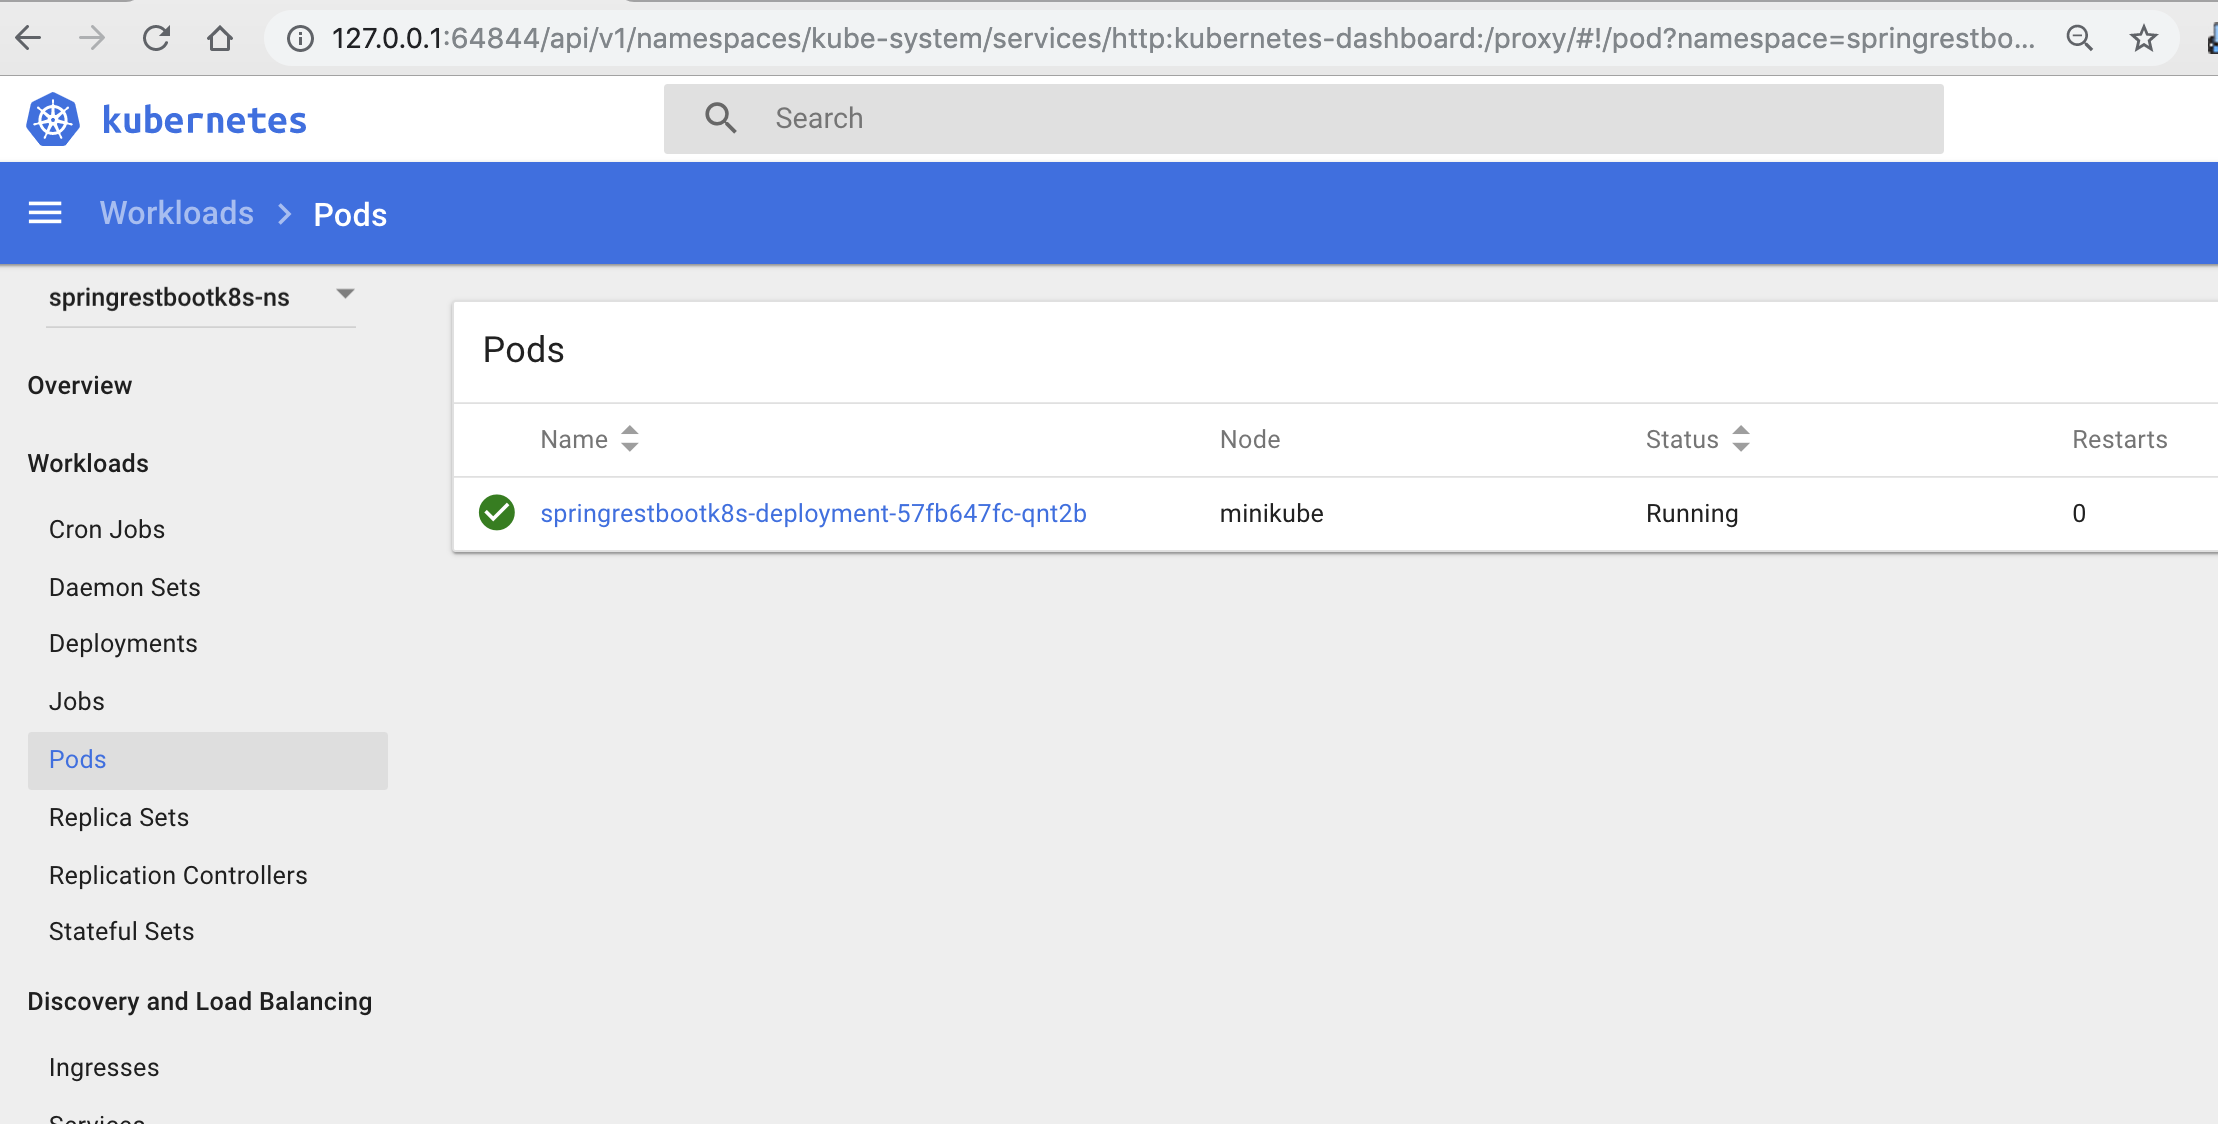 127.0.0.1:64844/api/v1/namespaces/kube-system/services/http:kubernetes-dashboard:/proxy/#!/pod?namespace=springrestbo...
kubernetes
Search
Workloads > Pods
springrestbootk8s-ns
Pods
Overview
Name Node Status Restarts
Workloads
springrestbootk8s-deployment-57fb647fc-qnt2b minikube Running 0
Cron Jobs
Daemon Sets
Deployments
Jobs
Pods
Replica Sets
Replication Controllers
Stateful Sets
Discovery and Load Balancing
Ingresses
Services